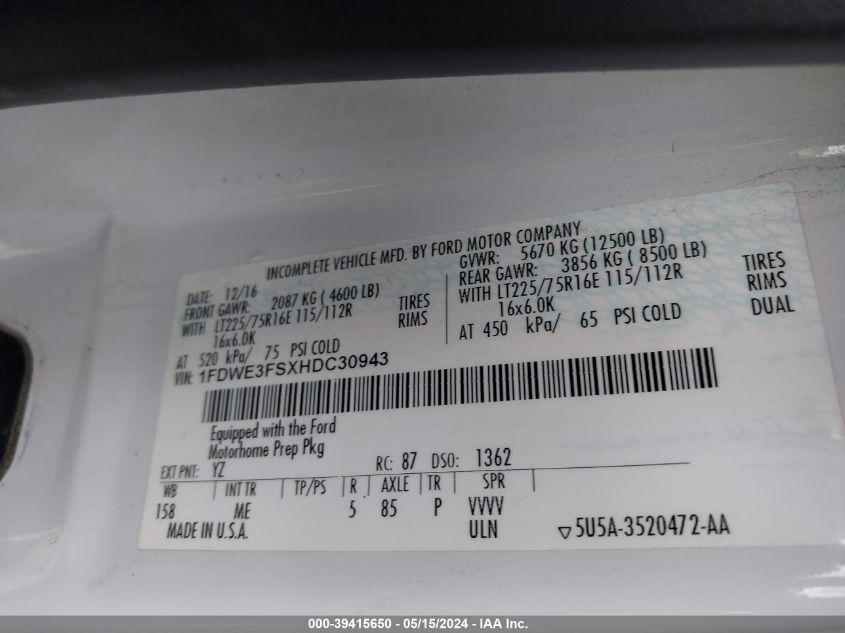 INCOMPLETE VEHICLE MFD. BY FORD MOTOR COMPANY
DATE: 12/16
FRONT GAWR: 2087 KG ( 4600 LB)
WITH LT225/75R16E 115/112R TIRES
16x6.0K RIMS
AT 520 kPa/ 75 PSI COLD
GVWR: 5670 KG (12500 LB)
REAR GAWR: 3856 KG ( 8500 LB)
WITH LT225/75R16E 115/112R TIRES
16x6.0K RIMS
AT 450 kPa/ 65 PSI COLD DUAL
VIN: 1FDWE3FSXHDC30943
Equipped with the Ford
Motorhome Prep Pkg
EXT PNT: YZ RC: 87 DSO: 1362
WB INT TR TP/PS R AXLE TR SPR
158 ME 5 85 P VVVV
MADE IN U.S.A. ULN ▽5U5A-3520472-AA
000-39415650 - 05/15/2024 - IAA Inc.